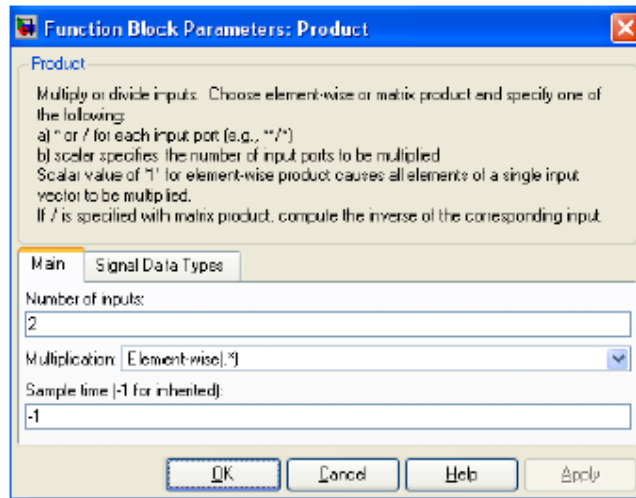 Function Block Parameters: Product
Product
Multiply or divide inputs. Choose element-wise or matrix product and specify one of
the following:
a) * or / for each input port (e.g., **/*)
b) scalar specifies the number of input ports to be multiplied
Scalar value of '1' for element-wise product causes all elements of a single input
vector to be multiplied.
If / is specified with matrix product, compute the inverse of the corresponding input
Main
Signal Data Types
Number of inputs:
2
Multiplication: Element-wise(.*)
Sample time (-1 for inherited):
-1
OK
Cancel
Help
Apply